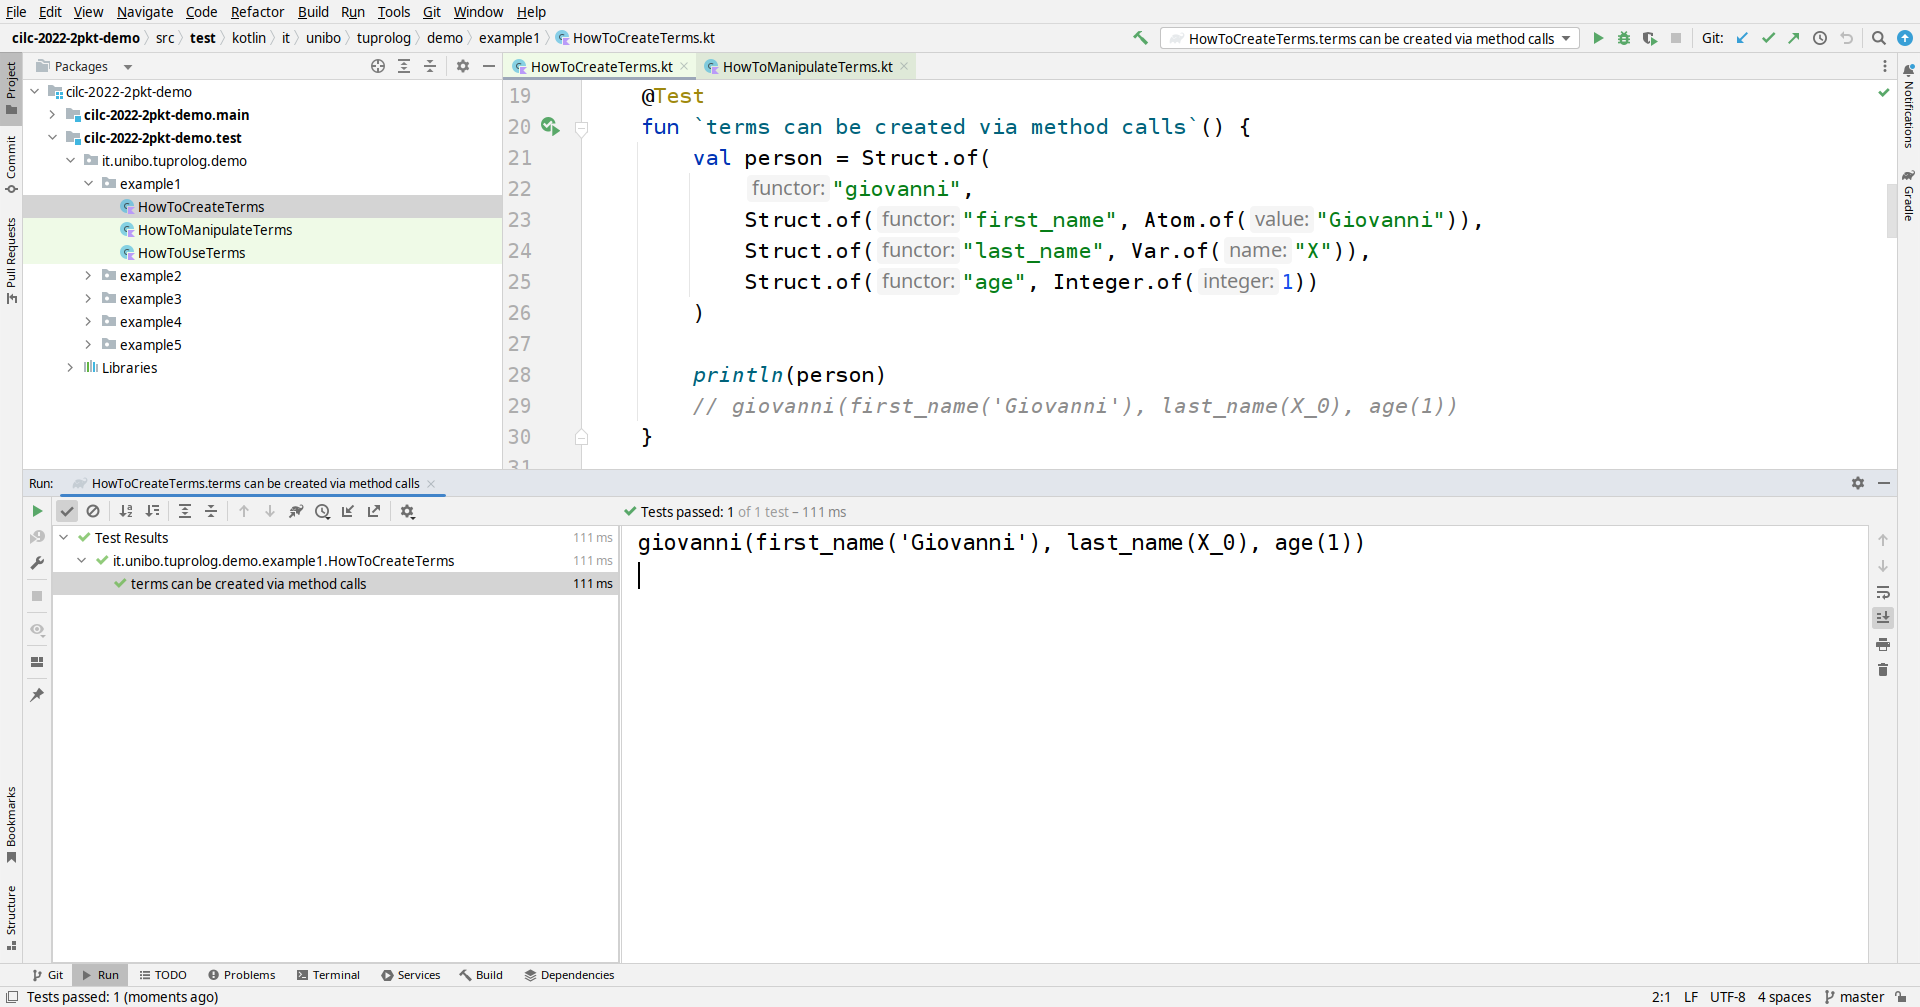 File Edit View Navigate Code Refactor Build Run Tools Git Window Help
cilc-2022-2pkt-demo src test kotlin it unibo tuprolog demo example1 HowToCreateTerms.kt
HowToCreateTerms.terms can be created via method calls
Git:
Packages
HowToCreateTerms.kt
HowToManipulateTerms.kt
Project
Commit
Pull Requests
Bookmarks
Structure
cilc-2022-2pkt-demo
cilc-2022-2pkt-demo.main
cilc-2022-2pkt-demo.test
it.unibo.tuprolog.demo
example1
HowToCreateTerms
HowToManipulateTerms
HowToUseTerms
example2
example3
example4
example5
Libraries
19 @Test
20 fun `terms can be created via method calls`() {
21 val person = Struct.of(
22 functor: "giovanni",
23 Struct.of( functor: "first_name", Atom.of( value: "Giovanni")),
24 Struct.of( functor: "last_name", Var.of( name: "X")),
25 Struct.of( functor: "age", Integer.of( integer: 1))
26 )
27
28 println(person)
29 // giovanni(first_name('Giovanni'), last_name(X_0), age(1))
30 }
31
Notifications
Gradle
Run: HowToCreateTerms.terms can be created via method calls
Tests passed: 1 of 1 test – 111 ms
Test Results 111 ms
it.unibo.tuprolog.demo.example1.HowToCreateTerms 111 ms
terms can be created via method calls 111 ms
giovanni(first_name('Giovanni'), last_name(X_0), age(1))
Git Run TODO Problems Terminal Services Build Dependencies
Tests passed: 1 (moments ago)
2:1 LF UTF-8 4 spaces master